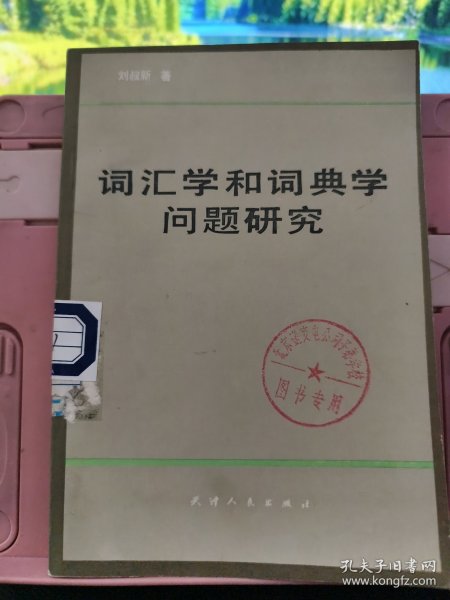 刘叔新 著
词汇学和词典学
问题研究
图书专用
天津人民出版社
孔夫子旧书网
www.kongfz.com